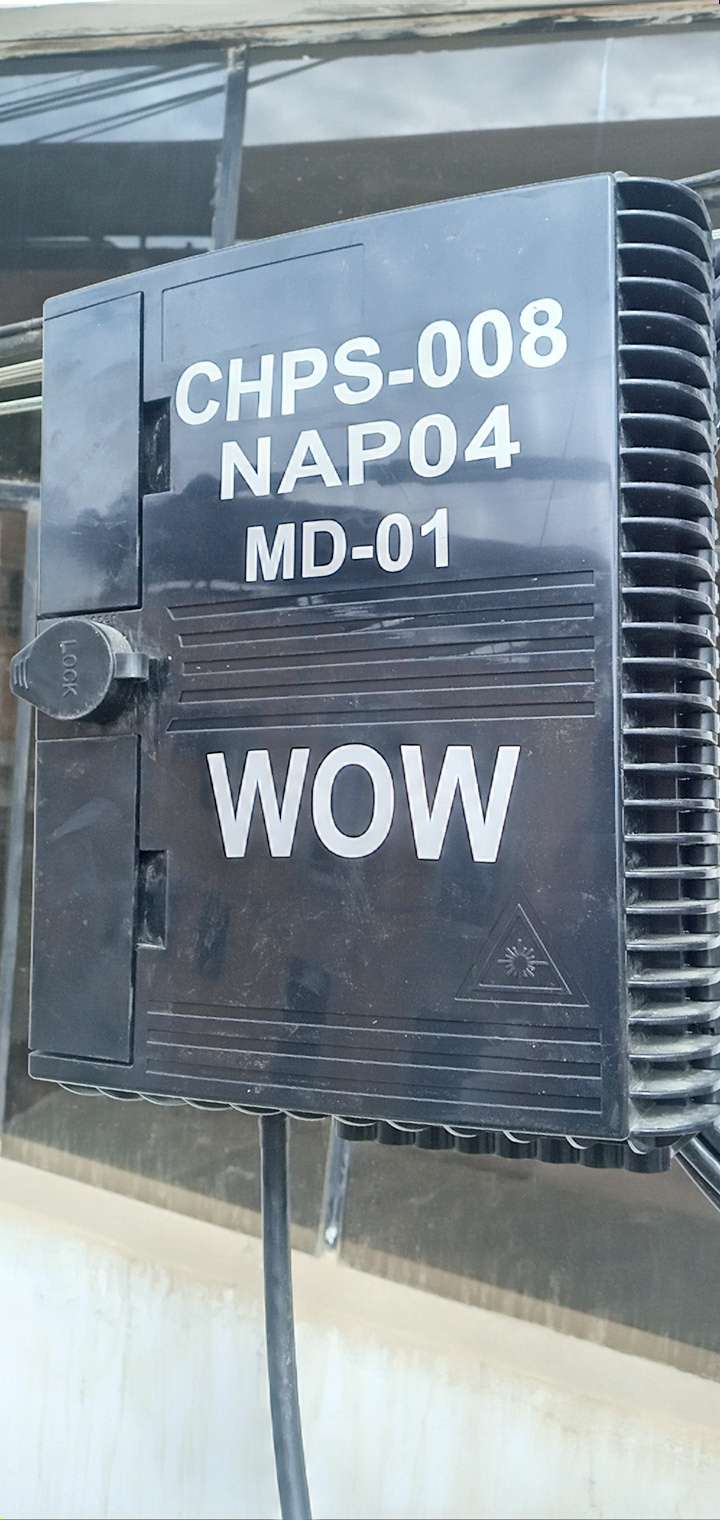 CHPS-008
NAP04
MD-01
LOCK
WOW